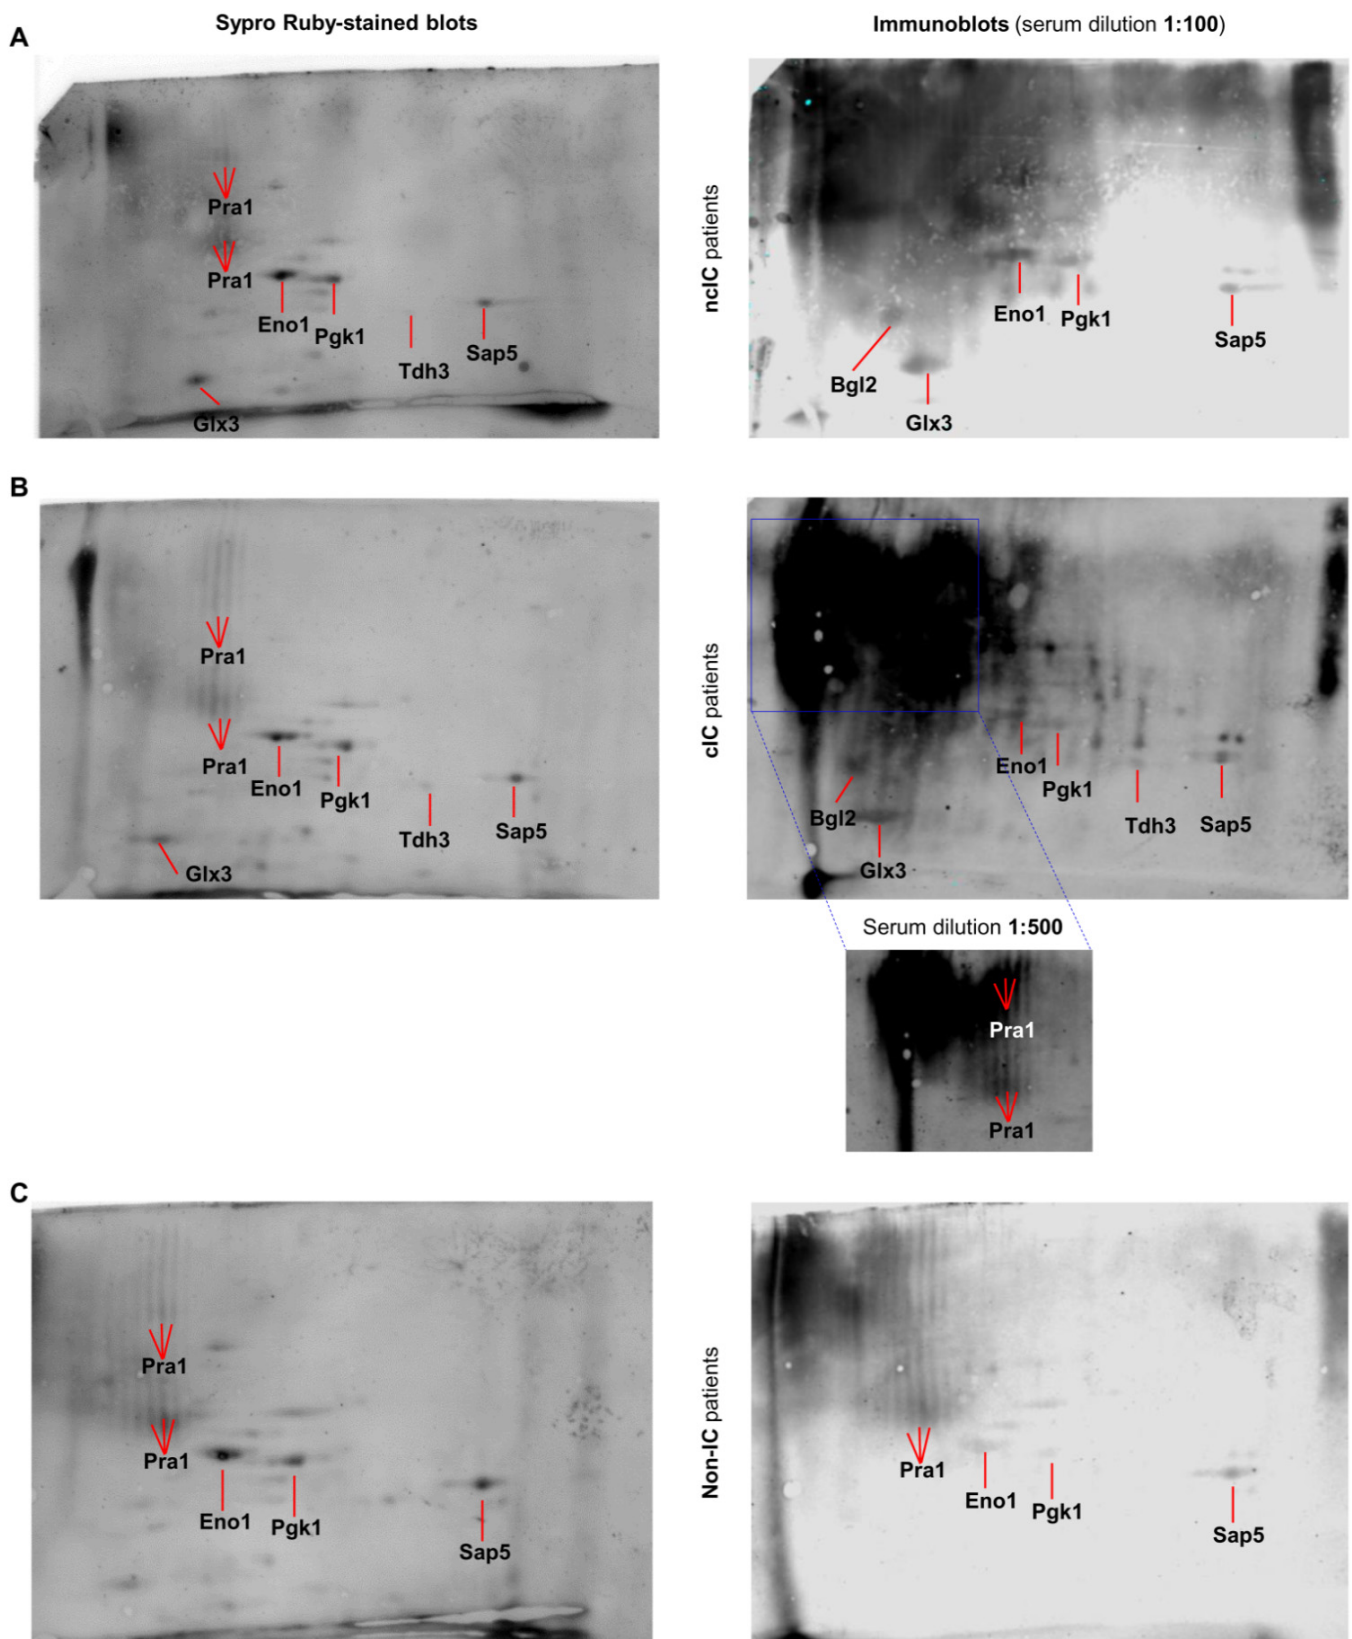 Sypro Ruby-stained blots
Immunoblots (serum dilution 1:100)
A
Pra1
Pra1
Eno1
Pgk1
Tdh3
Sap5
Glx3
ncIC patients
Eno1
Pgk1
Sap5
Bgl2
Glx3
B
Pra1
Pra1
Eno1
Pgk1
Tdh3
Sap5
Glx3
cIC patients
Eno1
Pgk1
Bgl2
Tdh3
Sap5
Glx3
Serum dilution 1:500
Pra1
Pra1
C
Pra1
Pra1
Eno1
Pgk1
Sap5
Non-IC patients
Pra1
Eno1
Pgk1
Sap5